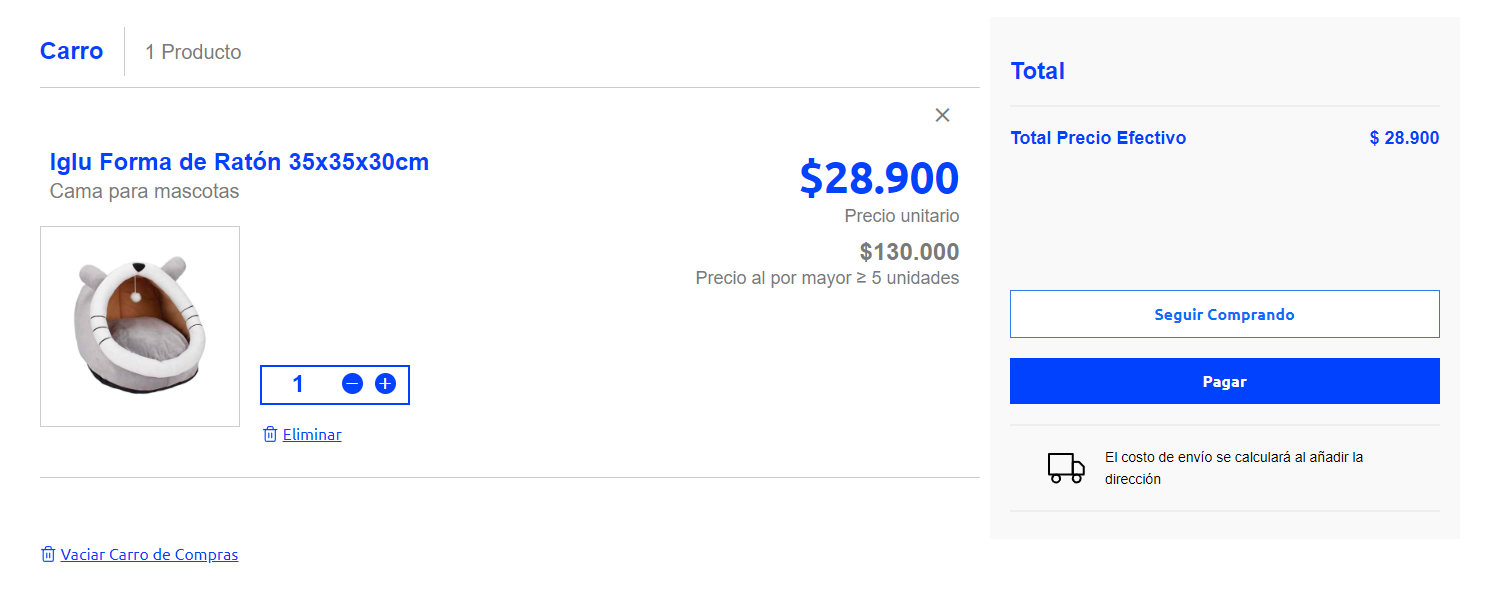 Carro
1 Producto
Iglu Forma de Ratón 35x35x30cm
Cama para mascotas
$28.900
Precio unitario
$130.000
Precio al por mayor ≥ 5 unidades
1
Eliminar
Vaciar Carro de Compras
Total
Total Precio Efectivo $ 28.900
Seguir Comprando
Pagar
El costo de envío se calculará al añadir la
dirección